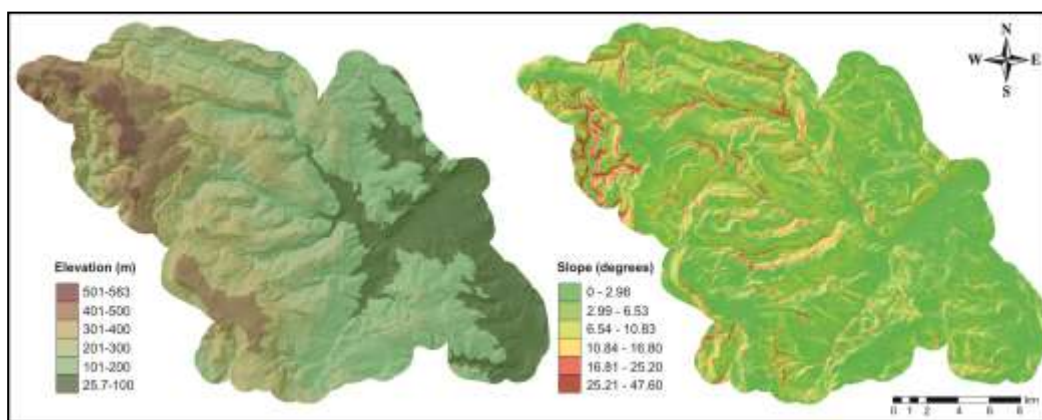 N
W E
S
Elevation (m)
501-563
401-500
301-400
201-300
101-200
25.7-100
Slope (degrees)
0 - 2.98
2.99 - 6.53
6.54 - 10.83
10.84 - 16.80
16.81 - 25.20
25.21 - 47.60
km
0 1 2 4 6 8